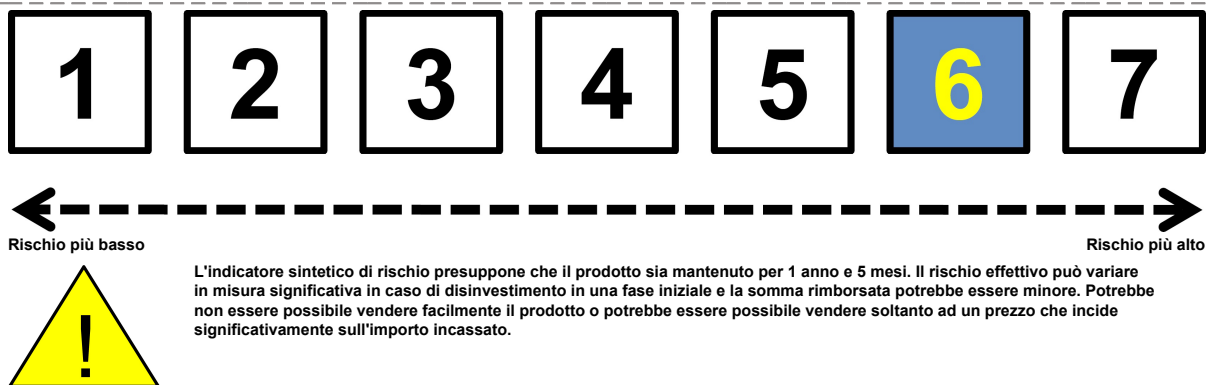 1 2 3 4 5 6 7
Rischio più basso Rischio più alto
L'indicatore sintetico di rischio presuppone che il prodotto sia mantenuto per 1 anno e 5 mesi. Il rischio effettivo può variare
in misura significativa in caso di disinvestimento in una fase iniziale e la somma rimborsata potrebbe essere minore. Potrebbe
non essere possibile vendere facilmente il prodotto o potrebbe essere possibile vendere soltanto ad un prezzo che incide
significativamente sull'importo incassato.
!